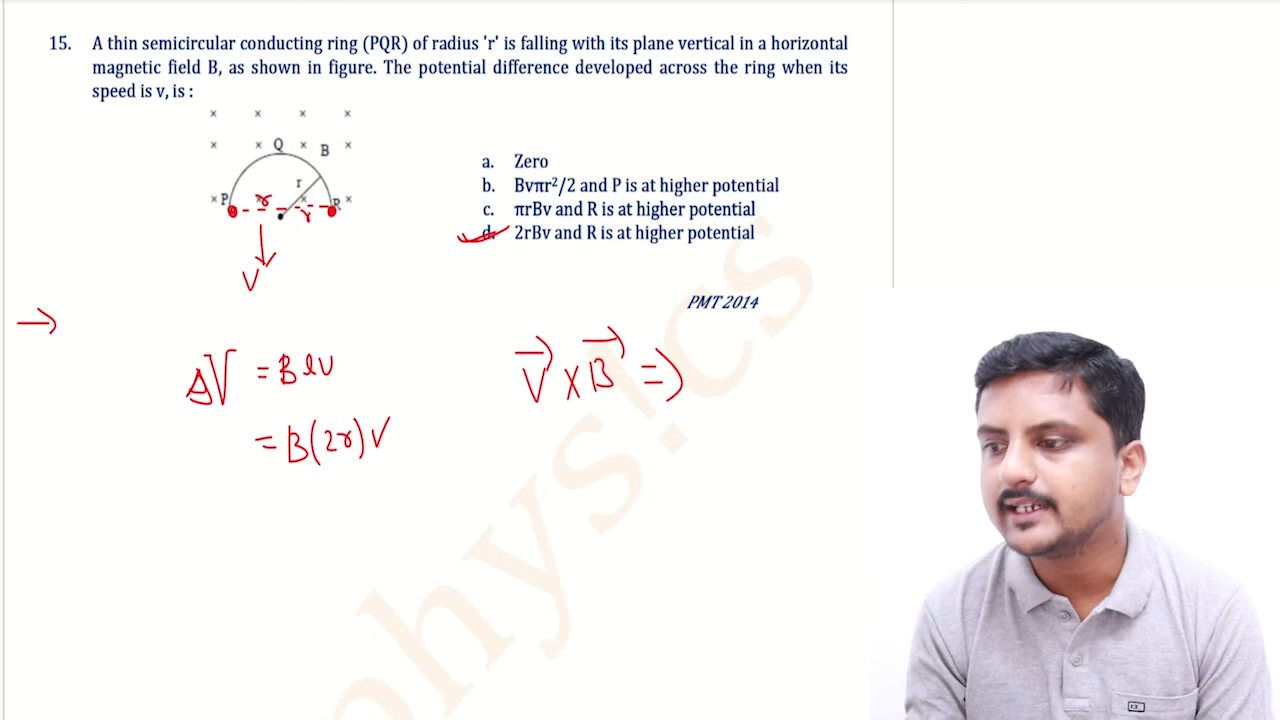 15. A thin semicircular conducting ring (PQR) of radius 'r' is falling with its plane vertical in a horizontal
magnetic field B, as shown in figure. The potential difference developed across the ring when its
speed is v, is :
× × × ×
× × Q × B ×
r
× P × × R ×
r r
V
a. Zero
b. Bvπr²/2 and P is at higher potential
c. πrBv and R is at higher potential
d. 2rBv and R is at higher potential
PMT 2014
→
ΔV = Blv
= B(2r)V
V⃗ × B⃗ ⇒
phys!cs